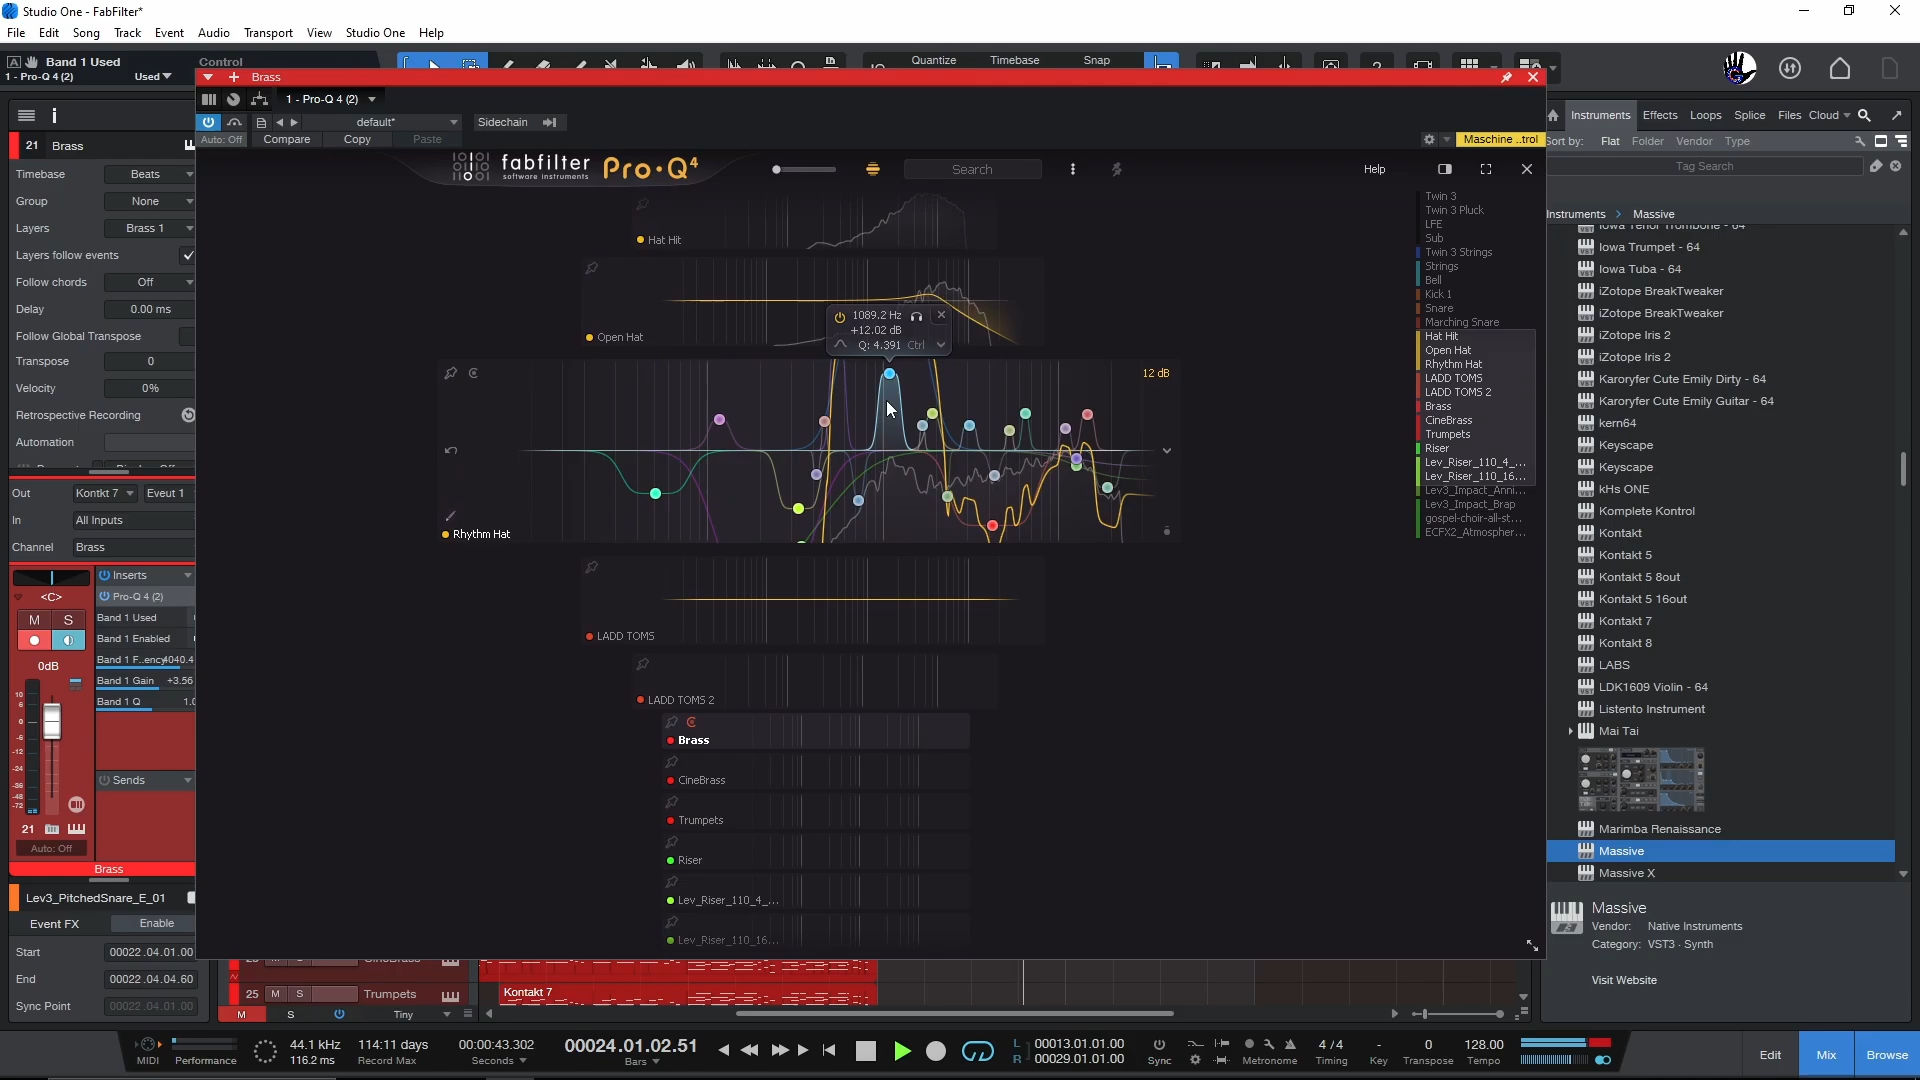 Studio One - FabFilter*
File Edit Song Track Event Audio Transport View Studio One Help
Band 1 Used Control
1 - Pro-Q 4 (2) Used
Quantize Timebase Snap
Brass
1 - Pro-Q 4 (2)
default* Sidechain
Auto: Off Compare Copy Paste Maschine ..trol
fabfilter Pro·Q4
software instruments
Search
Help
21 Brass
Timebase Beats
Group None
Layers Brass 1
Layers follow events
Follow chords Off
Delay 0.00 ms
Follow Global Transpose
Transpose 0
Velocity 0%
Retrospective Recording
Automation
Out Kontkt 7 Eveut 1
In All Inputs
Channel Brass
Inserts
<C> Pro-Q 4 (2)
M S Band 1 Used
Band 1 Enabled
Band 1 F..ency 4040.4
0dB
Band 1 Gain +3.56
Band 1 Q 1.0
Sends
21
Auto: Off
Brass
Lev3_PitchedSnare_E_01
Event FX Enable
Start 00022.04.01.00
End 00022.04.04.60
Sync Point 00022.04.01.00
Hat Hit
Open Hat
1089.2 Hz
+12.02 dB
Q: 4.391 Ctrl
12 dB
Rhythm Hat
LADD TOMS
LADD TOMS 2
Brass
CineBrass
Trumpets
Riser
Lev_Riser_110_4_...
Lev_Riser_110_16...
Twin 3
Twin 3 Pluck
LFE
Sub
Twin 3 Strings
Strings
Bell
Kick 1
Snare
Marching Snare
Hat Hit
Open Hat
Rhythm Hat
LADD TOMS
LADD TOMS 2
Brass
CineBrass
Trumpets
Riser
Lev_Riser_110_4_...
Lev_Riser_110_16...
Lev3_Impact_Anni...
Lev3_Impact_Brap
gospel-choir-all-st...
ECFX2_Atmospher...
Instruments Effects Loops Splice Files Cloud
Sort by: Flat Folder Vendor Type
Tag Search
Instruments > Massive
Iowa Tenor Trombone - 64
Iowa Trumpet - 64
Iowa Tuba - 64
iZotope BreakTweaker
iZotope BreakTweaker
iZotope Iris 2
iZotope Iris 2
Karoryfer Cute Emily Dirty - 64
Karoryfer Cute Emily Guitar - 64
kern64
Keyscape
Keyscape
kHs ONE
Komplete Kontrol
Kontakt
Kontakt 5
Kontakt 5 8out
Kontakt 5 16out
Kontakt 7
Kontakt 8
LABS
LDK1609 Violin - 64
Listento Instrument
Mai Tai
Marimba Renaissance
Massive
Massive X
Massive
Vendor: Native Instruments
Category: VST3 - Synth
Visit Website
CineBrass
25 M S Trumpets
Kontakt 7
M S Tiny
MIDI Performance
44.1 kHz
116.2 ms
114:11 days
Record Max
00:00:43.302
Seconds
00024.01.02.51
Bars
L 00013.01.01.00
R 00029.01.01.00
Sync Metronome Timing Key Transpose Tempo
4 / 4 - 0 128.00
Edit Mix Browse